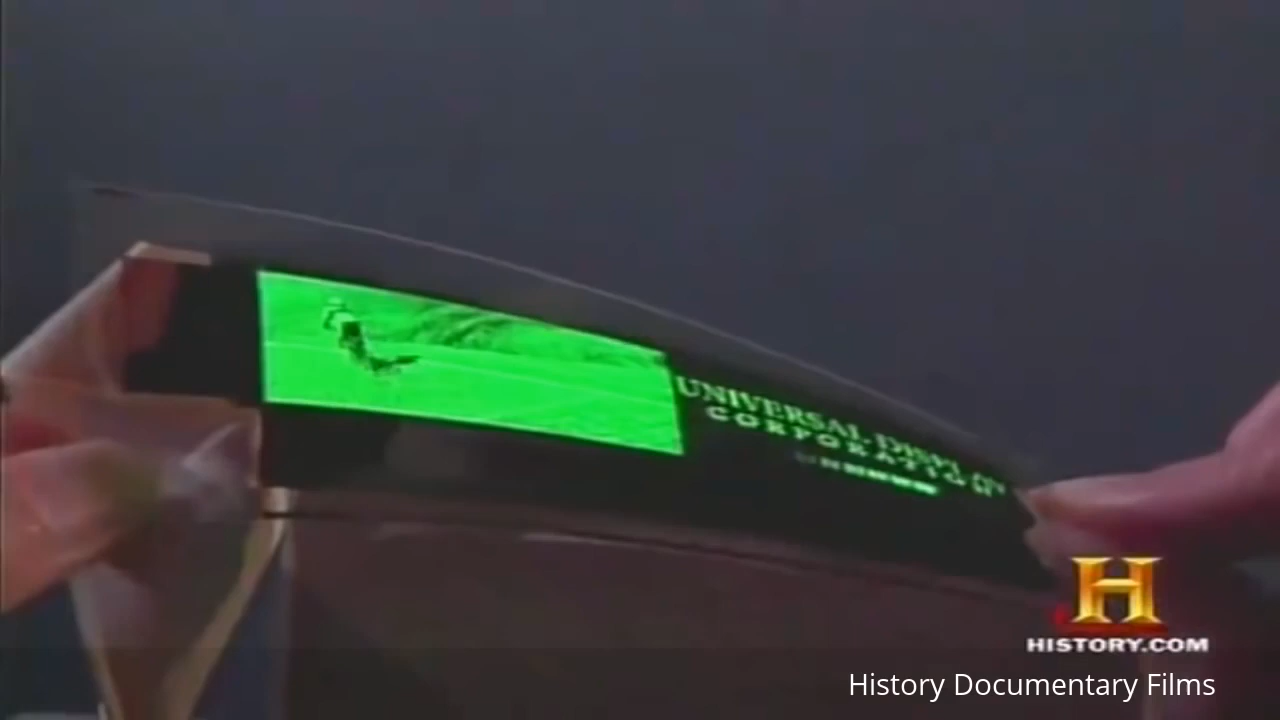 UNIVERSAL DISPLAY
CORPORATION
H
HISTORY.COM
History Documentary Films